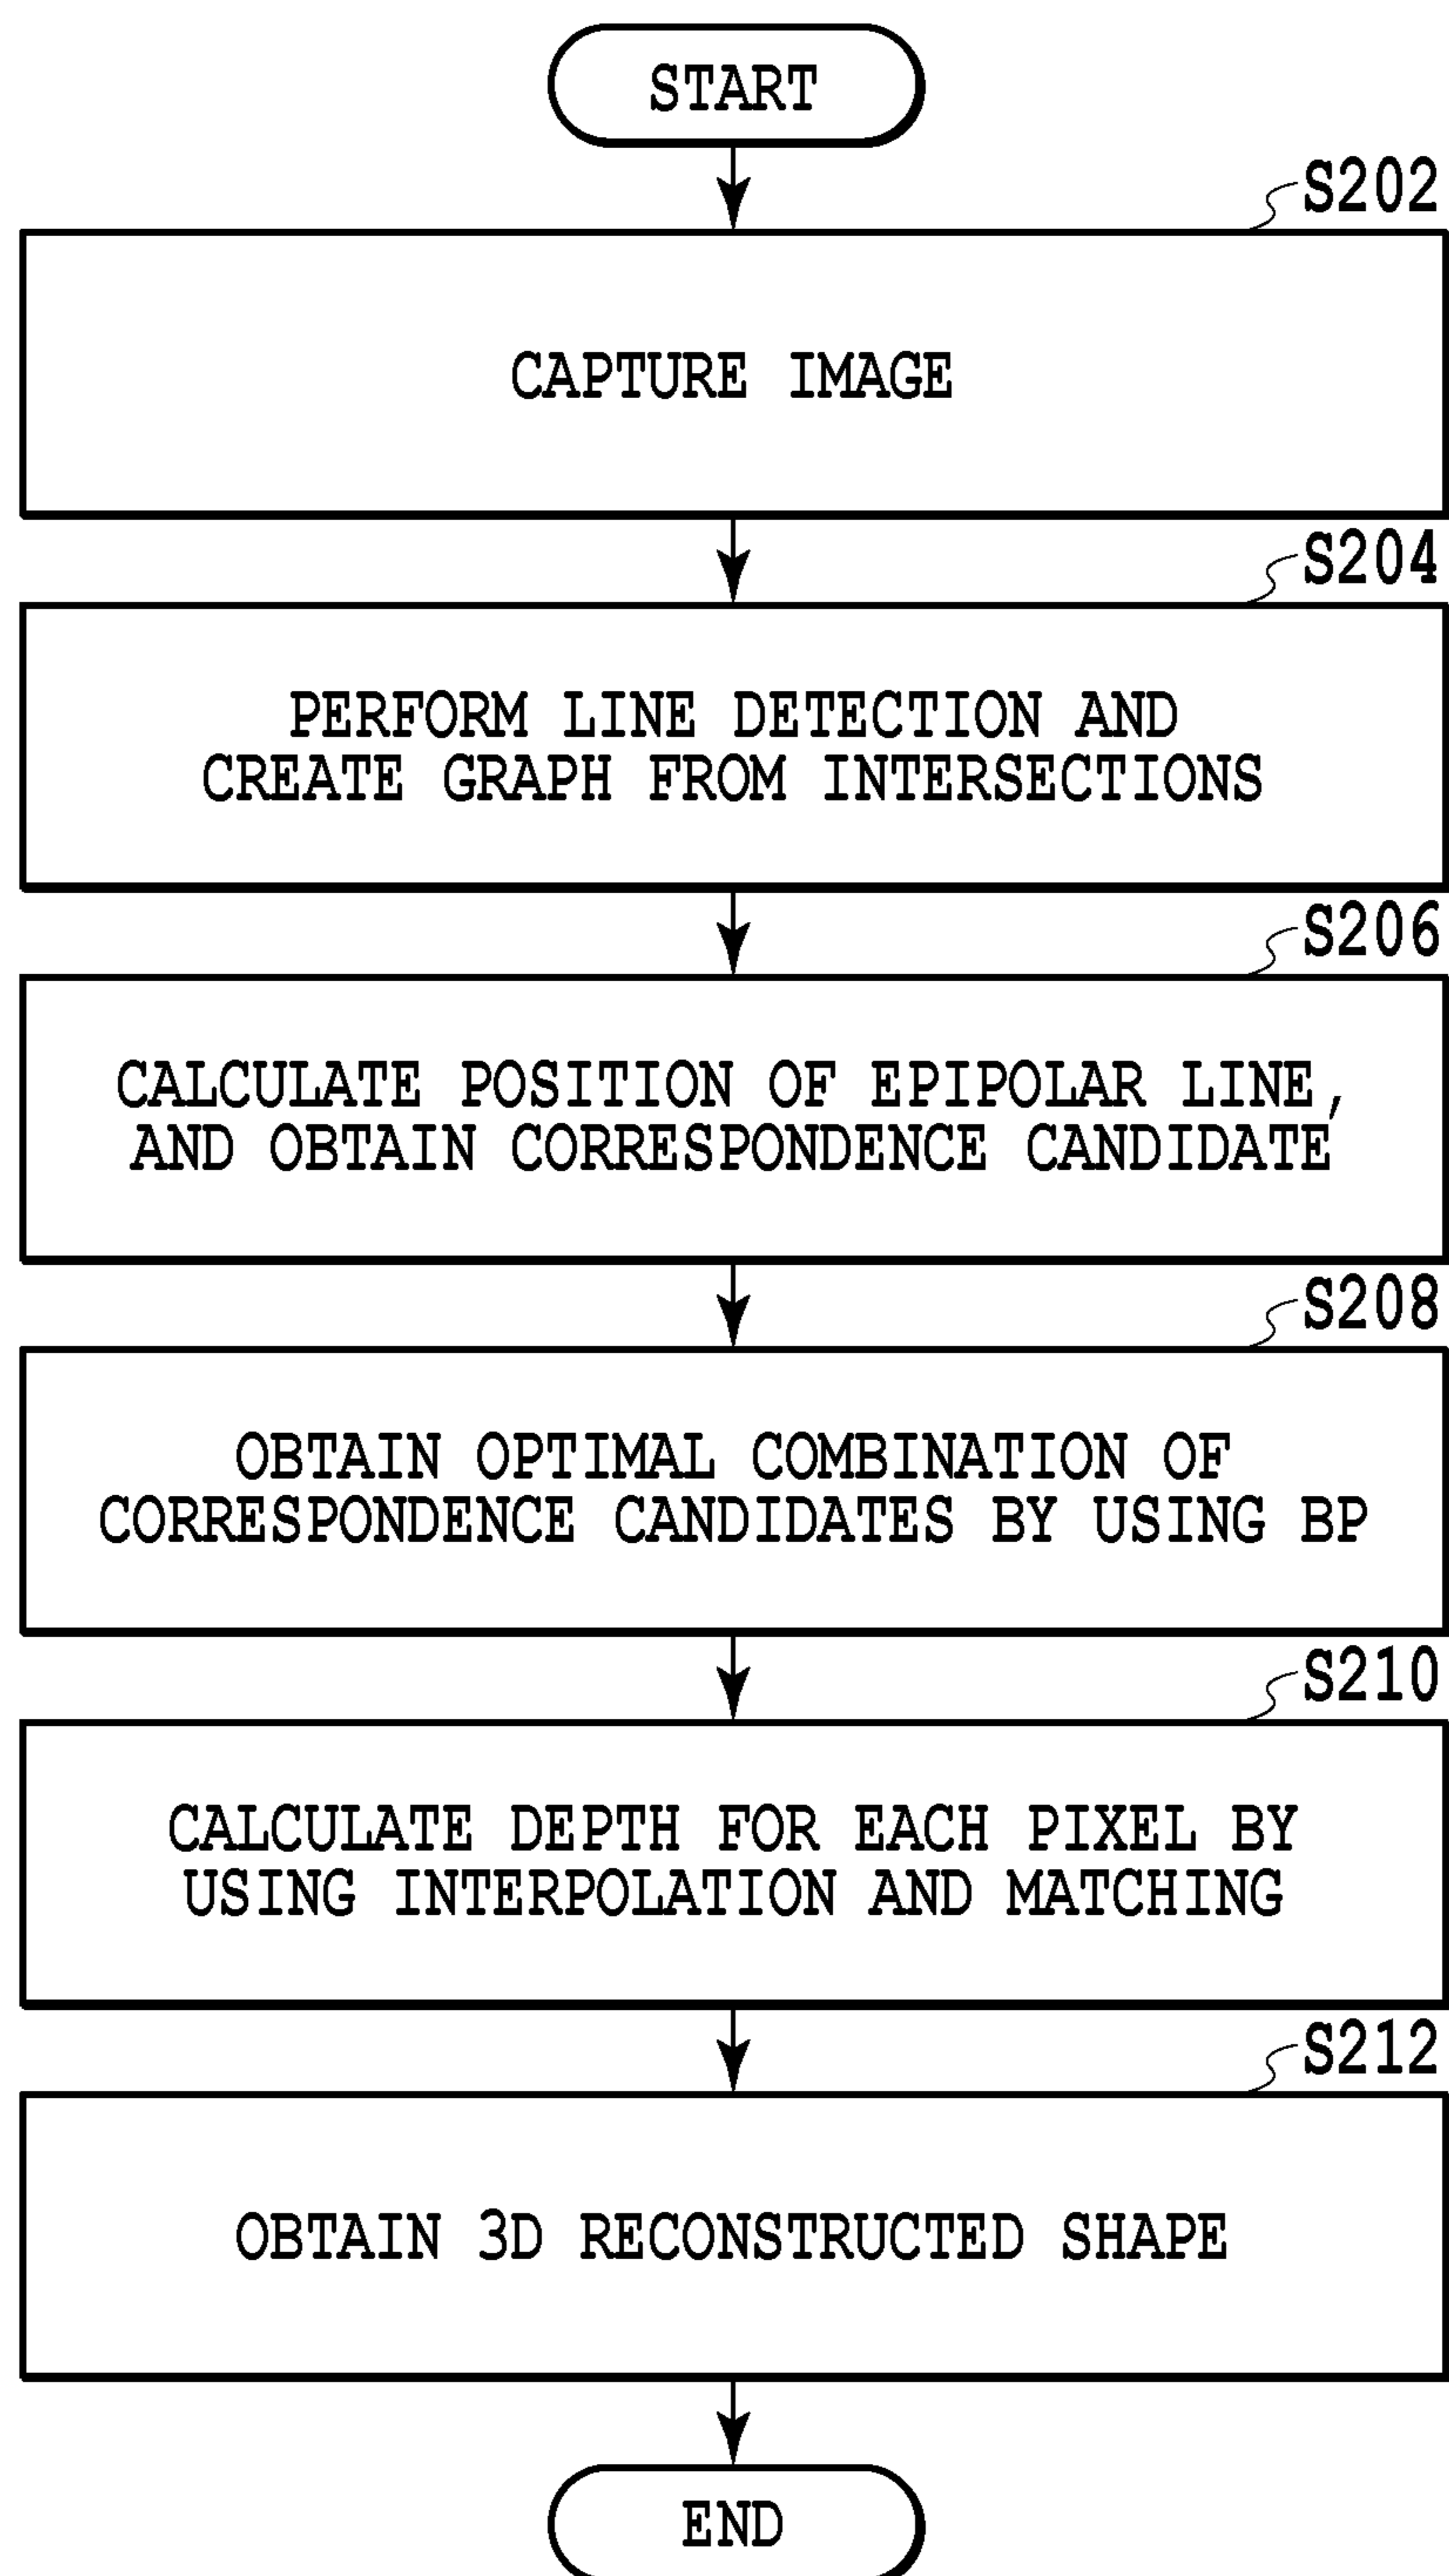 START
S202
CAPTURE IMAGE
S204
PERFORM LINE DETECTION AND
CREATE GRAPH FROM INTERSECTIONS
S206
CALCULATE POSITION OF EPIPOLAR LINE,
AND OBTAIN CORRESPONDENCE CANDIDATE
S208
OBTAIN OPTIMAL COMBINATION OF
CORRESPONDENCE CANDIDATES BY USING BP
S210
CALCULATE DEPTH FOR EACH PIXEL BY
USING INTERPOLATION AND MATCHING
S212
OBTAIN 3D RECONSTRUCTED SHAPE
END